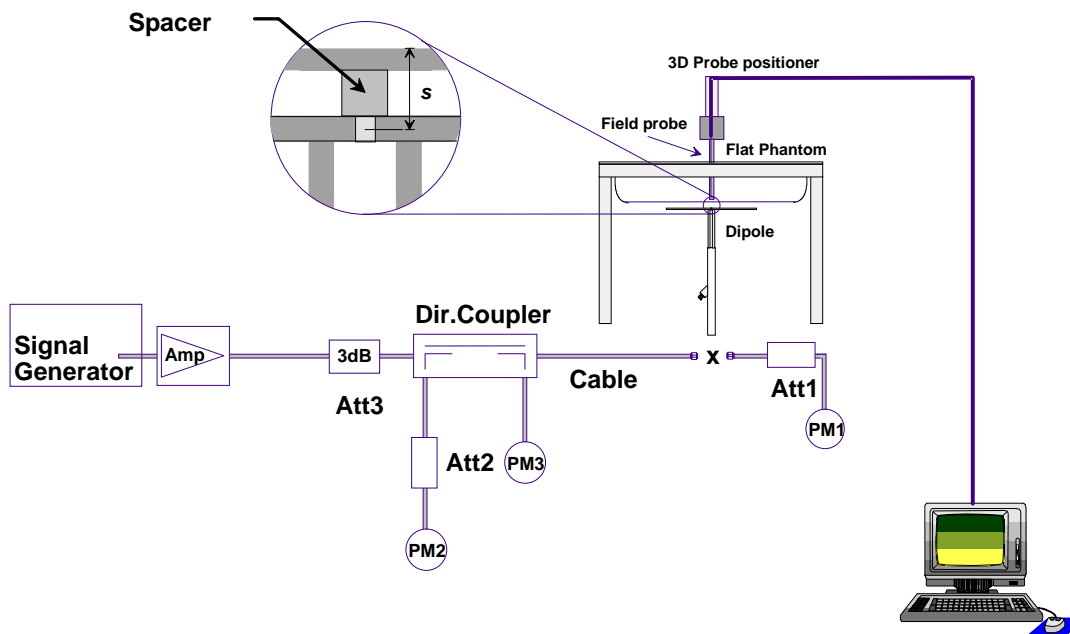 Spacer
s
3D Probe positioner
Field probe
Flat Phantom
Dipole
Dir.Coupler
Signal
Generator
Amp
3dB
Att3
Cable
x
Att1
PM1
Att2
PM3
PM2